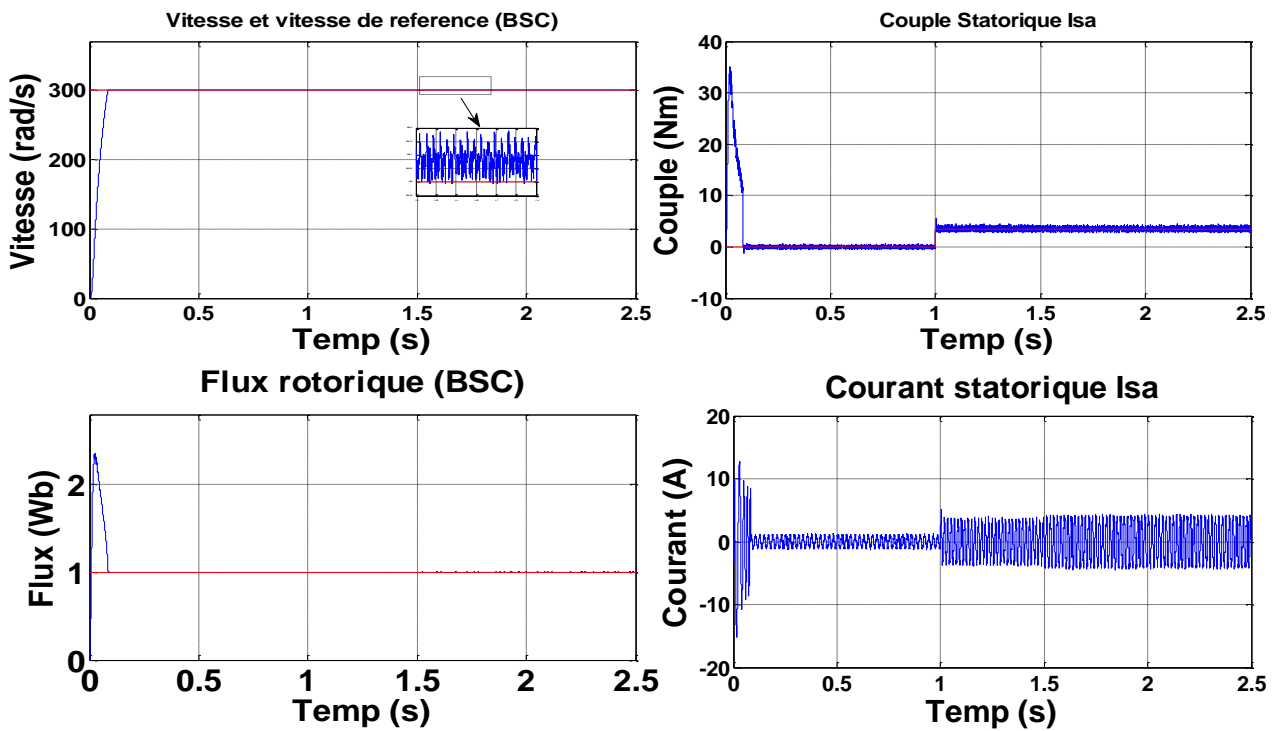 Vitesse et vitesse de reference (BSC)
Vitesse (rad/s)
300
200
100
0
0 0.5 1 1.5 2 2.5
Temp (s)
Couple Statorique Isa
Couple (Nm)
40
30
20
10
0
-10
0 0.5 1 1.5 2 2.5
Temp (s)
Flux rotorique (BSC)
Flux (Wb)
2
1
0
0 0.5 1 1.5 2 2.5
Temp (s)
Courant statorique Isa
Courant (A)
20
10
0
-10
-20
0 0.5 1 1.5 2 2.5
Temp (s)